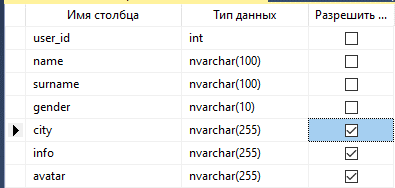 Имя столбца Тип данных Разрешить ...
user_id int
name nvarchar(100)
surname nvarchar(100)
gender nvarchar(10)
city nvarchar(255)
info nvarchar(255)
avatar nvarchar(255)